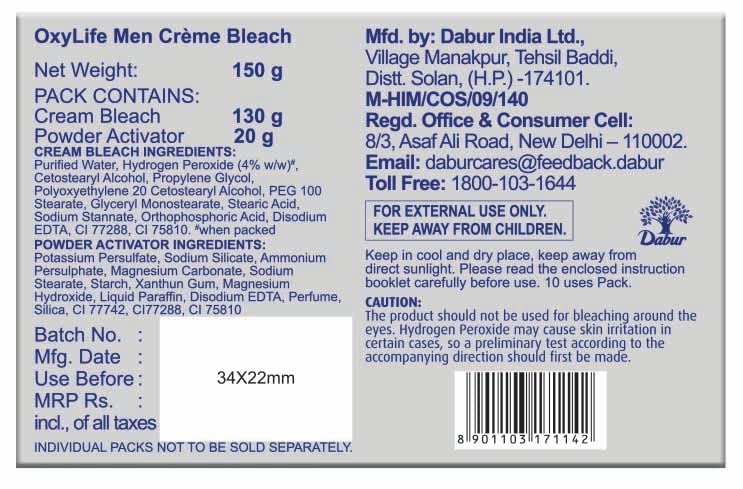 OxyLife Men Crème Bleach
Net Weight: 150 g
PACK CONTAINS:
Cream Bleach 130 g
Powder Activator 20 g
CREAM BLEACH INGREDIENTS:
Purified Water, Hydrogen Peroxide (4% w/w)#,
Cetostearyl Alcohol, Propylene Glycol,
Polyoxyethylene 20 Cetostearyl Alcohol, PEG 100
Stearate, Glyceryl Monostearate, Stearic Acid,
Sodium Stannate, Orthophosphoric Acid, Disodium
EDTA, CI 77288, CI 75810. #when packed
POWDER ACTIVATOR INGREDIENTS:
Potassium Persulfate, Sodium Silicate, Ammonium
Persulphate, Magnesium Carbonate, Sodium
Stearate, Starch, Xanthun Gum, Magnesium
Hydroxide, Liquid Paraffin, Disodium EDTA, Perfume,
Silica, CI 77742, CI77288, CI 75810
Batch No. :
Mfg. Date :
Use Before :
MRP Rs. :
incl., of all taxes
34X22mm
INDIVIDUAL PACKS NOT TO BE SOLD SEPARATELY.
Mfd. by: Dabur India Ltd.,
Village Manakpur, Tehsil Baddi,
Distt. Solan, (H.P.) -174101.
M-HIM/COS/09/140
Regd. Office & Consumer Cell:
8/3, Asaf Ali Road, New Delhi – 110002.
Email: daburcares@feedback.dabur
Toll Free: 1800-103-1644
FOR EXTERNAL USE ONLY.
KEEP AWAY FROM CHILDREN.
Dabur
Keep in cool and dry place, keep away from
direct sunlight. Please read the enclosed instruction
booklet carefully before use. 10 uses Pack.
CAUTION:
The product should not be used for bleaching around the
eyes. Hydrogen Peroxide may cause skin irritation in
certain cases, so a preliminary test according to the
accompanying direction should first be made.
8 901103 171142